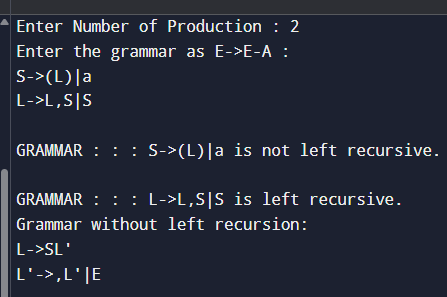 Enter Number of Production : 2
Enter the grammar as E->E-A :
S->(L)|a
L->L,S|S
GRAMMAR : : : S->(L)|a is not left recursive.
GRAMMAR : : : L->L,S|S is left recursive.
Grammar without left recursion:
L->SL'
L'->,L'|E